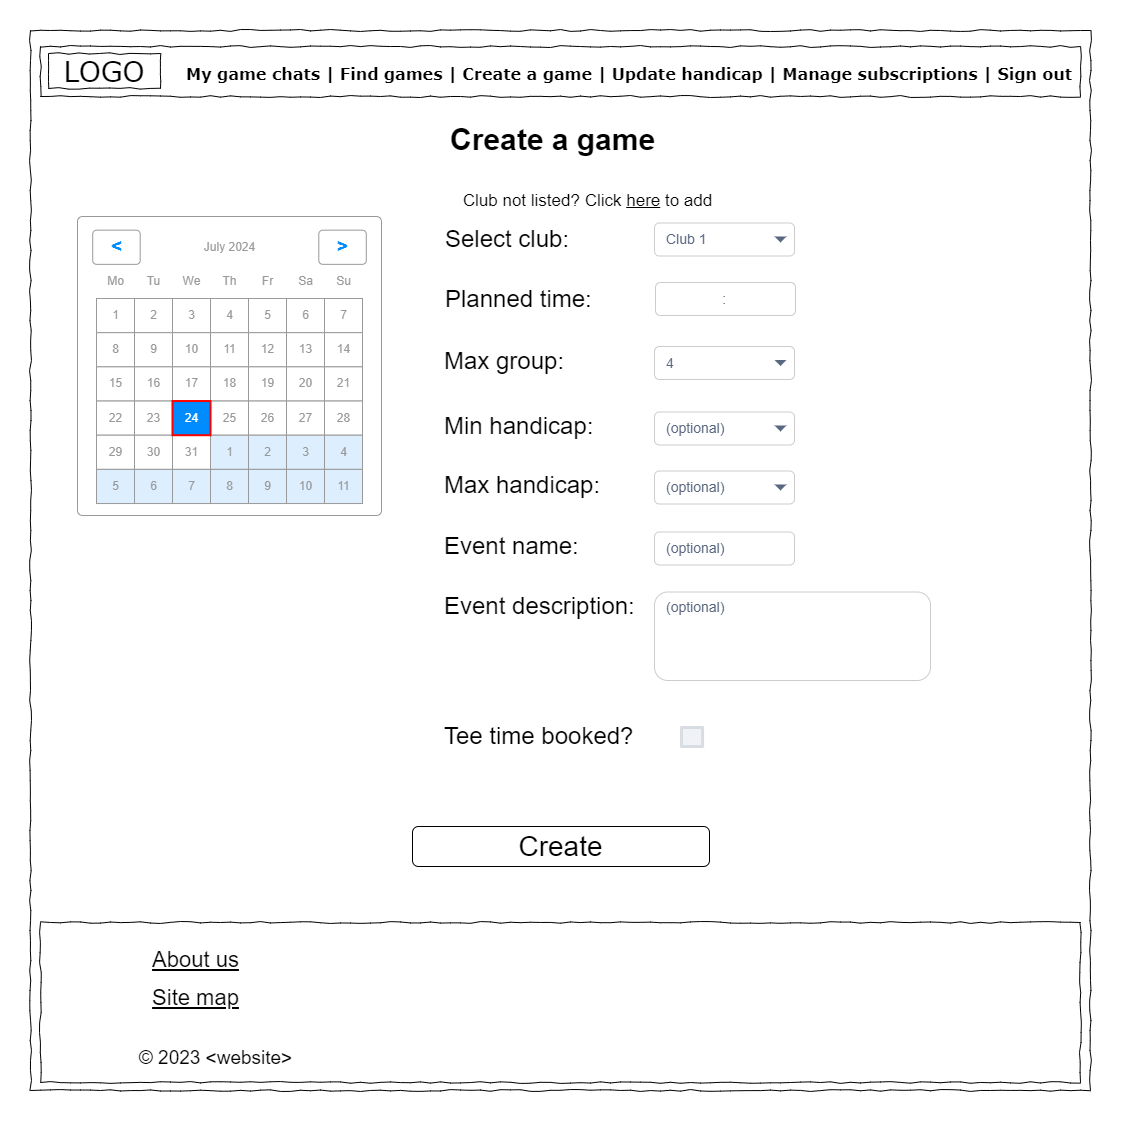 LOGO
My game chats | Find games | Create a game | Update handicap | Manage subscriptions | Sign out
Create a game
< July 2024 >
Mo Tu We Th Fr Sa Su
1 2 3 4 5 6 7
8 9 10 11 12 13 14
15 16 17 18 19 20 21
22 23 24 25 26 27 28
29 30 31 1 2 3 4
5 6 7 8 9 10 11
Club not listed? Click here to add
Select club: Club 1
Planned time: :
Max group: 4
Min handicap: (optional)
Max handicap: (optional)
Event name: (optional)
Event description: (optional)
Tee time booked?
Create
About us
Site map
© 2023 <website>